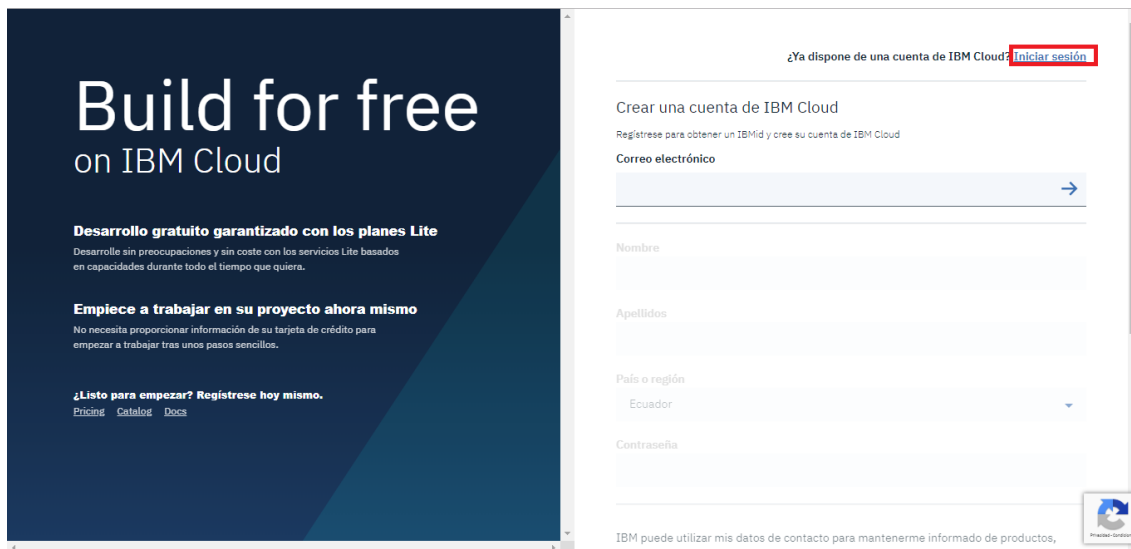 Build for free
on IBM Cloud
Desarrollo gratuito garantizado con los planes Lite
Desarrolle sin preocupaciones y sin coste con los servicios Lite basados
en capacidades durante todo el tiempo que quiera.
Empiece a trabajar en su proyecto ahora mismo
No necesita proporcionar información de su tarjeta de crédito para
empezar a trabajar tras unos pasos sencillos.
¿Listo para empezar? Regístrese hoy mismo.
Pricing Catalog Docs
¿Ya dispone de una cuenta de IBM Cloud? Iniciar sesión
Crear una cuenta de IBM Cloud
Regístrese para obtener un IBMid y cree su cuenta de IBM Cloud
Correo electrónico
Nombre
Apellidos
País o región
Ecuador
Contraseña
IBM puede utilizar mis datos de contacto para mantenerme informado de productos,